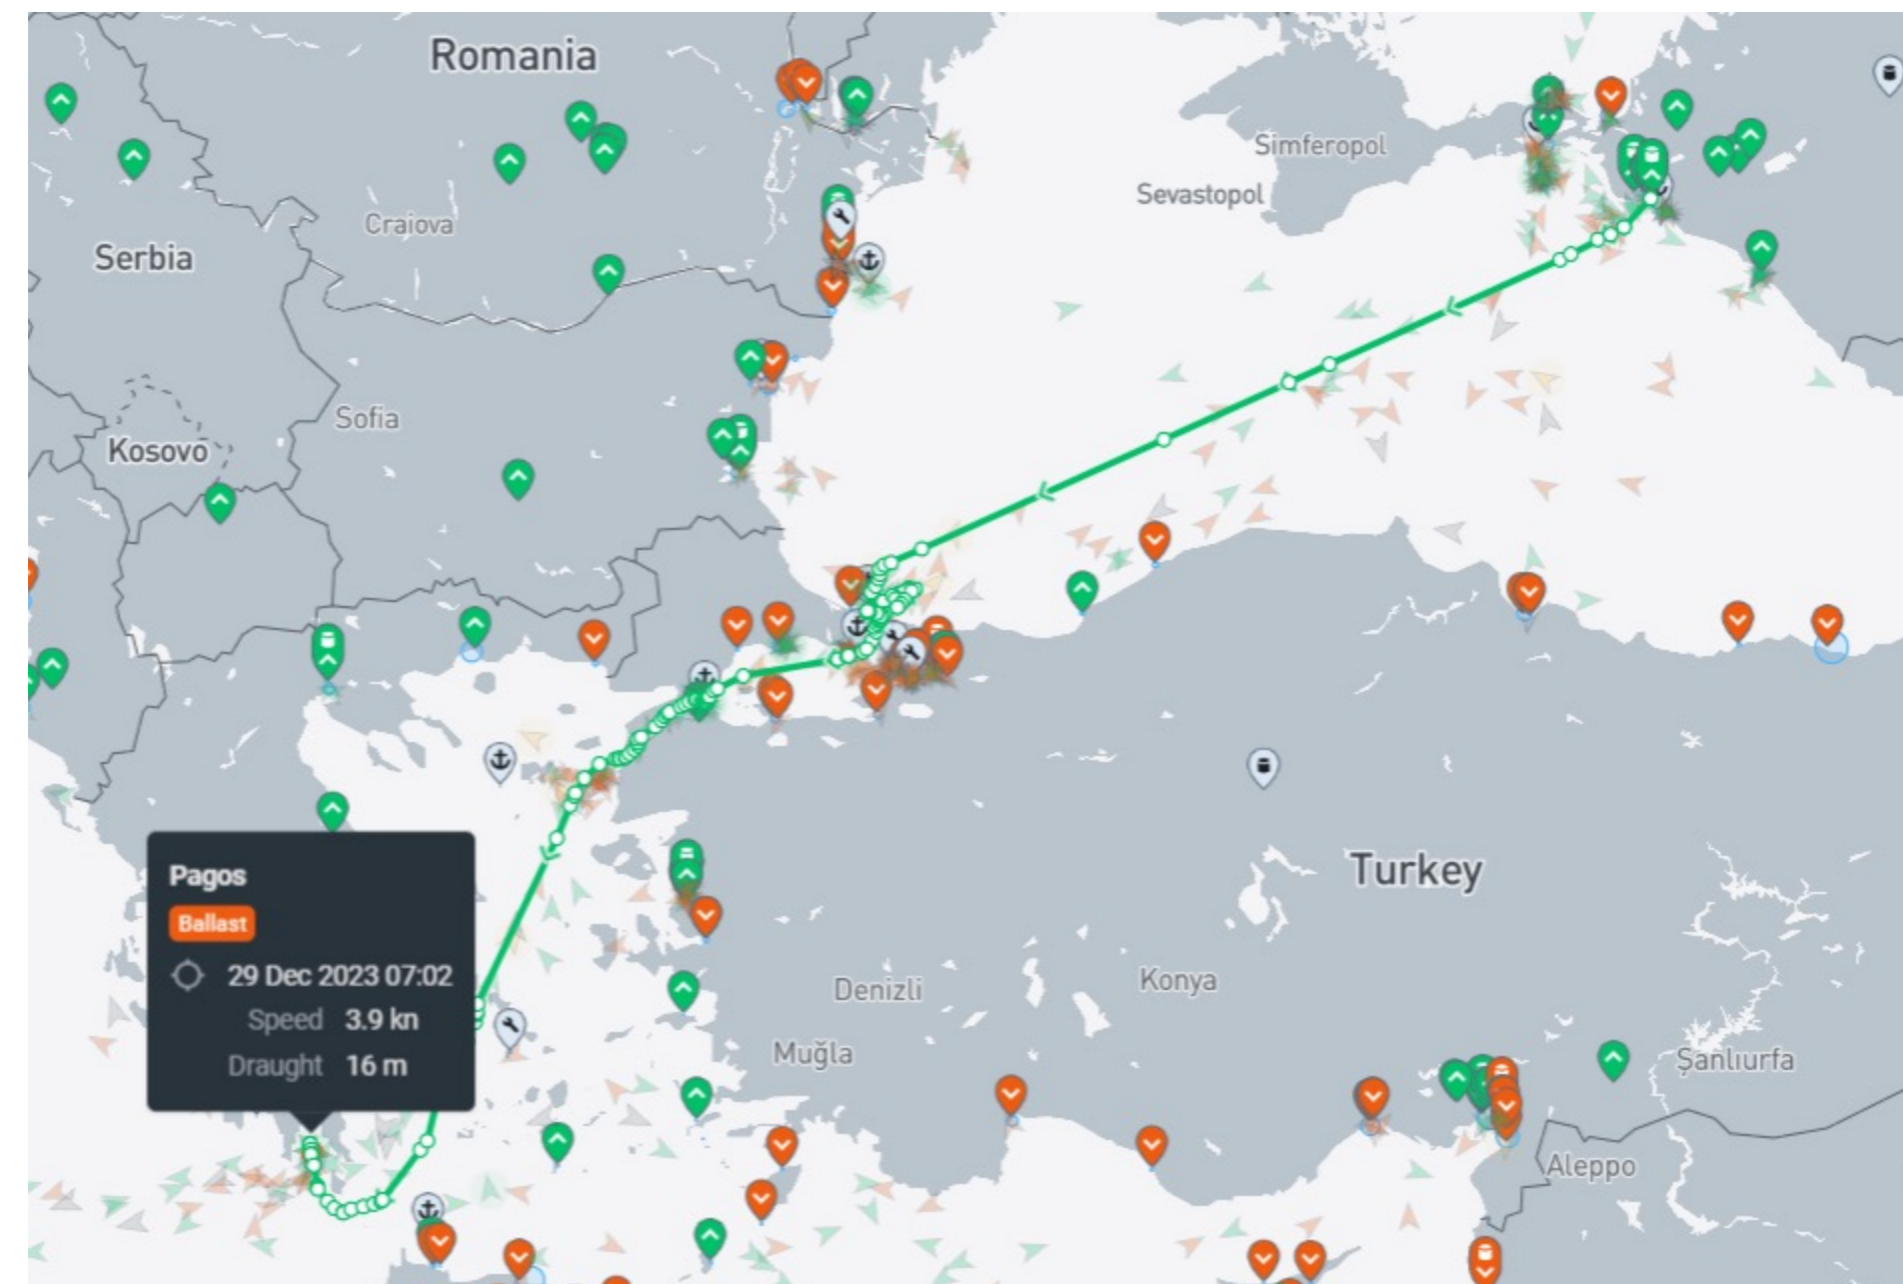 Romania
Simferopol
Sevastopol
Craiova
Serbia
Sofia
Kosovo
Pagos
Ballast
29 Dec 2023 07:02
Speed 3.9 kn
Draught 16 m
Turkey
Denizli
Konya
Muğla
Şanlıurfa
Aleppo